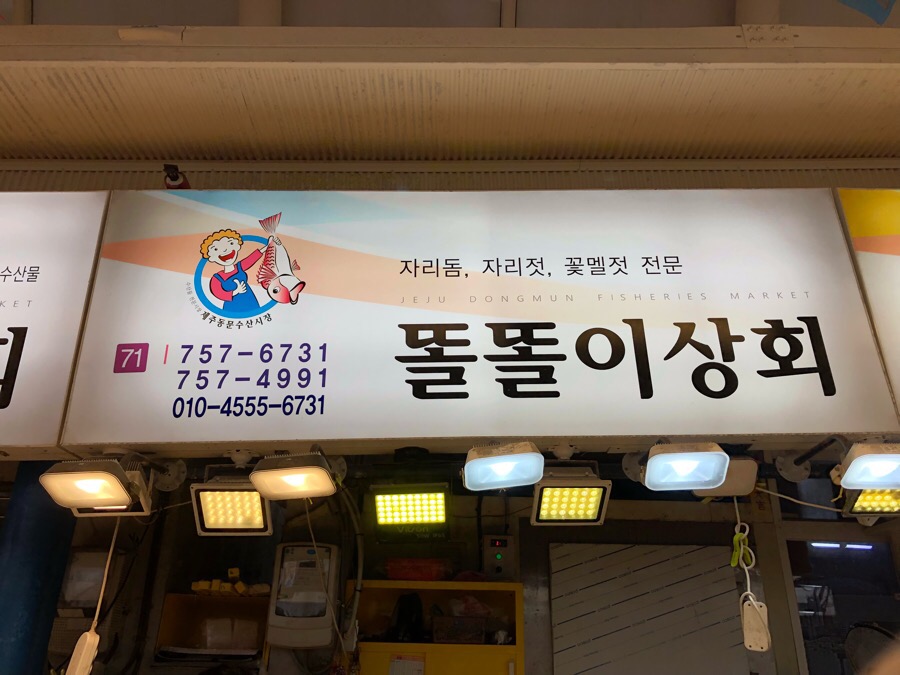 수산물
자리돔, 자리젓, 꽃멜젓 전문
JEJU DONGMUN FISHERIES MARKET
똘똘이상회
제주동문수산시장
71 757-6731
757-4991
010-4555-6731